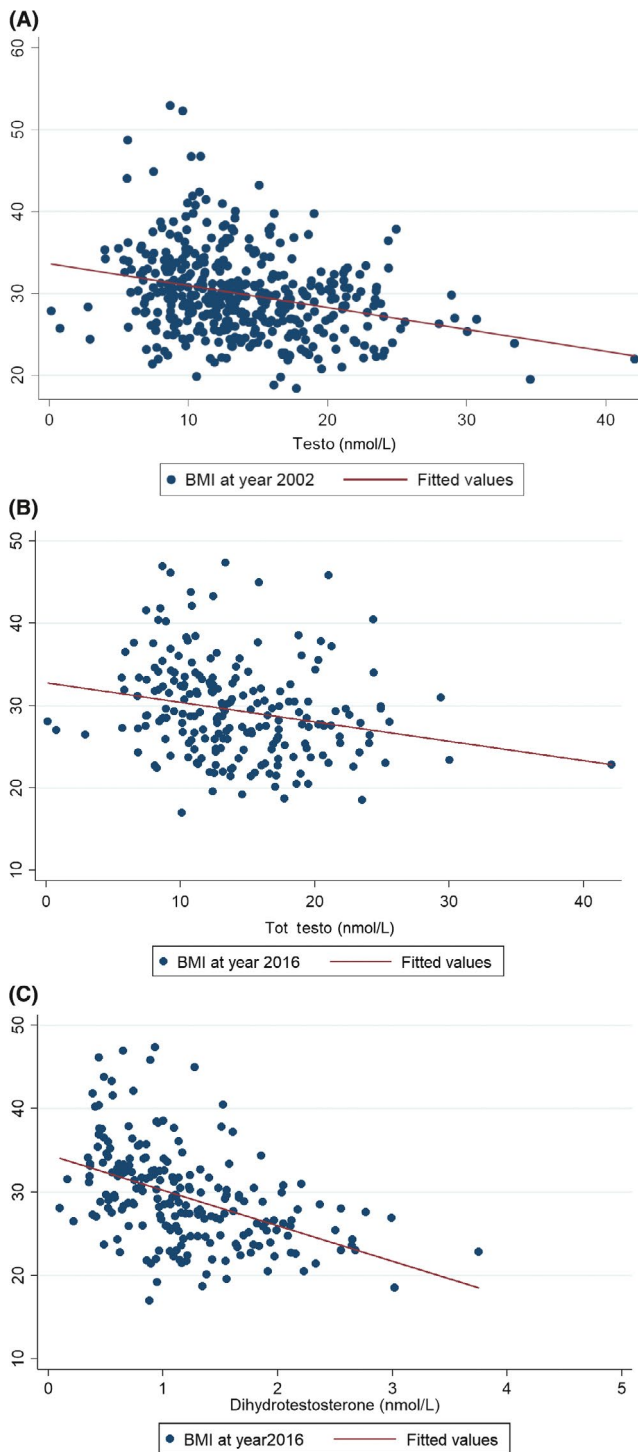 (A)
60
50
40
30
20
0 10 20 30 40
Testo (nmol/L)
BMI at year 2002 Fitted values
(B)
50
40
30
20
10
0 10 20 30 40
Tot testo (nmol/L)
BMI at year 2016 Fitted values
(C)
50
40
30
20
10
0 1 2 3 4 5
Dihydrotestosterone (nmol/L)
BMI at year2016 Fitted values